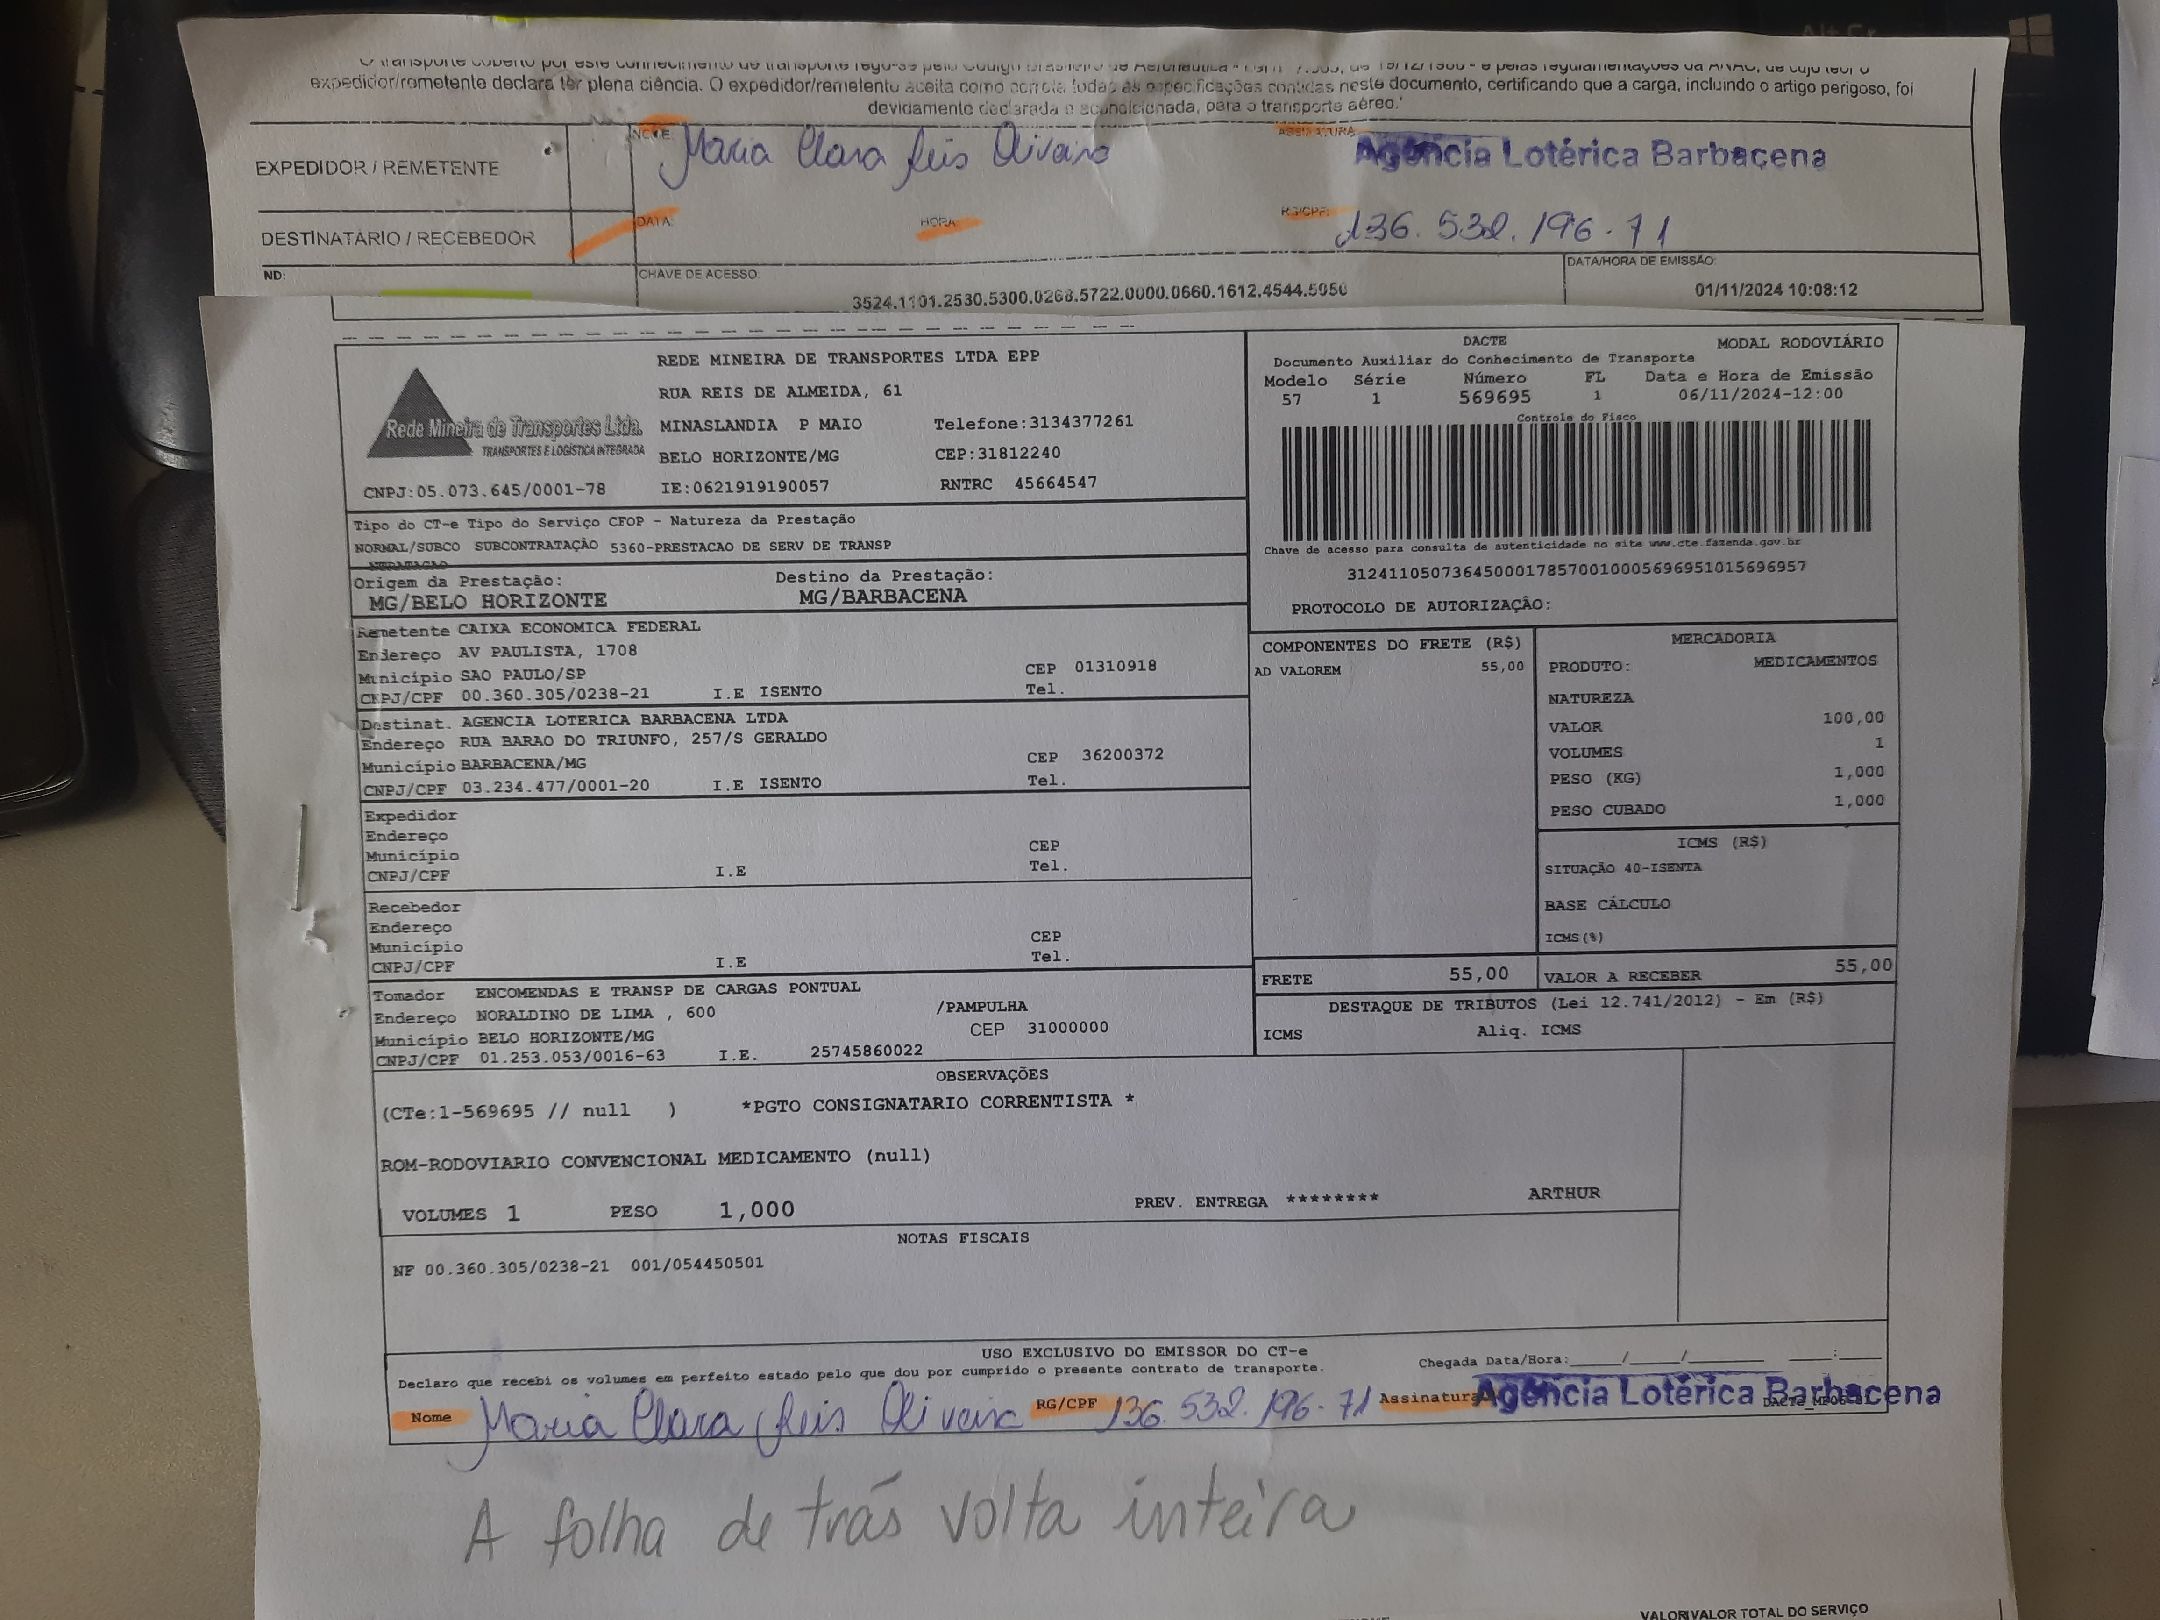 expedidor/remetente declara ter plena ciência. O expedidor/remetente aceita como correta todas as especificações contidas neste documento, certificando que a carga, incluindo o artigo perigoso, foi
devidamente declarada e acondicionada, para o transporte aéreo.'
EXPEDIDOR / REMETENTE
NOME:
Maria Clara Reis Oliveira
ASSINATURA:
Agência Lotérica Barbacena
DESTINATÁRIO / RECEBEDOR
DATA:
HORA:
RG/CPF:
136.532.196-71
ND:
CHAVE DE ACESSO:
3524.1101.2530.5300.0268.5722.0000.0660.1612.4544.5050
DATA/HORA DE EMISSÃO:
01/11/2024 10:08:12
Rede Mineira de Transportes Ltda.
TRANSPORTES E LOGÍSTICA INTEGRADA
REDE MINEIRA DE TRANSPORTES LTDA EPP
RUA REIS DE ALMEIDA, 61
MINASLANDIA P MAIO Telefone:3134377261
BELO HORIZONTE/MG CEP:31812240
CNPJ:05.073.645/0001-78 IE:0621919190057 RNTRC 45664547
DACTE MODAL RODOVIÁRIO
Documento Auxiliar do Conhecimento de Transporte
Modelo Série Número FL Data e Hora de Emissão
57 1 569695 1 06/11/2024-12:00
Controle do Fisco
Chave de acesso para consulta de autenticidade no site www.cte.fazenda.gov.br
31241105073645000178570010005696951015696957
PROTOCOLO DE AUTORIZAÇÃO:
Tipo do CT-e Tipo do Serviço CFOP - Natureza da Prestação
NORMAL/SUBCO SUBCONTRATAÇÃO 5360-PRESTACAO DE SERV DE TRANSP
Origem da Prestação: Destino da Prestação:
MG/BELO HORIZONTE MG/BARBACENA
Remetente CAIXA ECONOMICA FEDERAL
Endereço AV PAULISTA, 1708
Município SAO PAULO/SP CEP 01310918
CNPJ/CPF 00.360.305/0238-21 I.E ISENTO Tel.
Destinat. AGENCIA LOTERICA BARBACENA LTDA
Endereço RUA BARAO DO TRIUNFO, 257/S GERALDO
Município BARBACENA/MG CEP 36200372
CNPJ/CPF 03.234.477/0001-20 I.E ISENTO Tel.
Expedidor
Endereço
Município CEP
CNPJ/CPF I.E Tel.
Recebedor
Endereço
Município CEP
CNPJ/CPF I.E Tel.
Tomador ENCOMENDAS E TRANSP DE CARGAS PONTUAL
Endereço NORALDINO DE LIMA , 600 /PAMPULHA
Município BELO HORIZONTE/MG CEP 31000000
CNPJ/CPF 01.253.053/0016-63 I.E. 25745860022
COMPONENTES DO FRETE (R$)
AD VALOREM 55,00
MERCADORIA
PRODUTO: MEDICAMENTOS
NATUREZA
VALOR 100,00
VOLUMES 1
PESO (KG) 1,000
PESO CUBADO 1,000
ICMS (R$)
SITUAÇÃO 40-ISENTA
BASE CÁLCULO
ICMS(%)
FRETE 55,00 VALOR A RECEBER 55,00
DESTAQUE DE TRIBUTOS (Lei 12.741/2012) - Em (R$)
ICMS Aliq. ICMS
OBSERVAÇÕES
(CTe:1-569695 // null ) *PGTO CONSIGNATARIO CORRENTISTA *
ROM-RODOVIARIO CONVENCIONAL MEDICAMENTO (null)
VOLUMES 1 PESO 1,000 PREV. ENTREGA ******** ARTHUR
NOTAS FISCAIS
NF 00.360.305/0238-21 001/054450501
USO EXCLUSIVO DO EMISSOR DO CT-e
Declaro que recebi os volumes em perfeito estado pelo que dou por cumprido o presente contrato de transporte. Chegada Data/Hora:_____/_____/________ ____:____
Nome Maria Clara Reis Oliveira RG/CPF 136.532.196-71 Assinatura Agência Lotérica Barbacena
A folha de trás volta inteira
VALOR VALOR TOTAL DO SERVIÇO